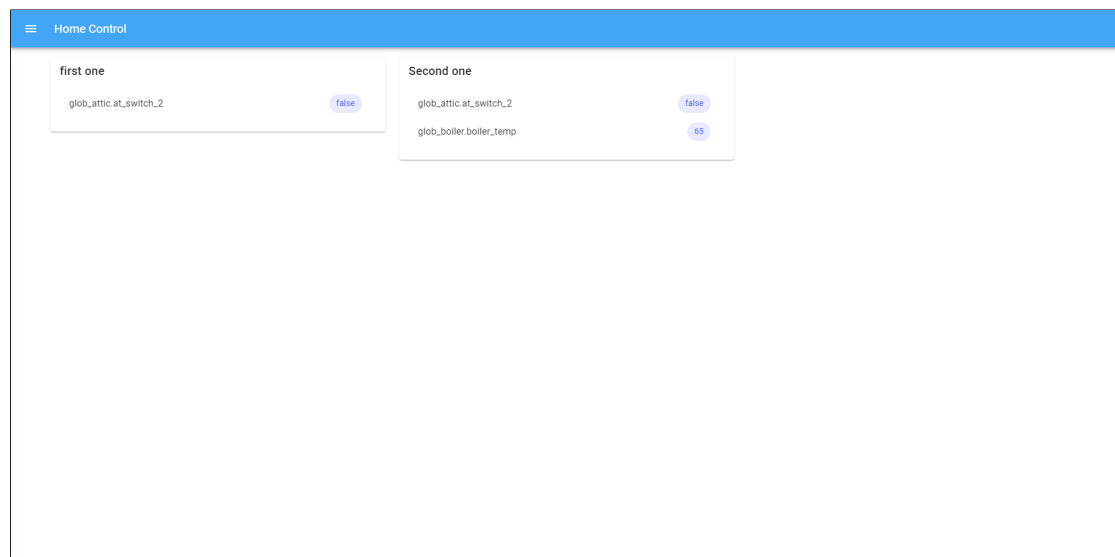 Home Control
first one
glob_attic.at_switch_2 false
Second one
glob_attic.at_switch_2 false
glob_boiler.boiler_temp 65